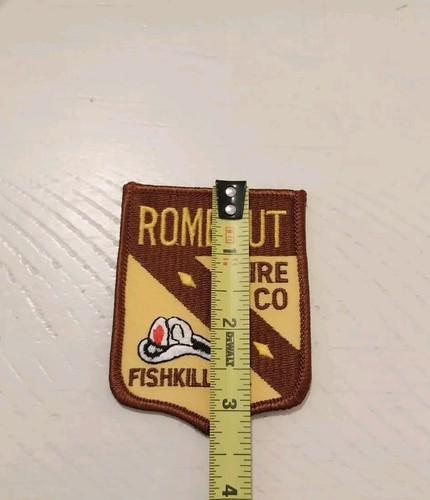 ROM UT
IRE
CO
FISHKILL
1
2
DEWALT
3
4